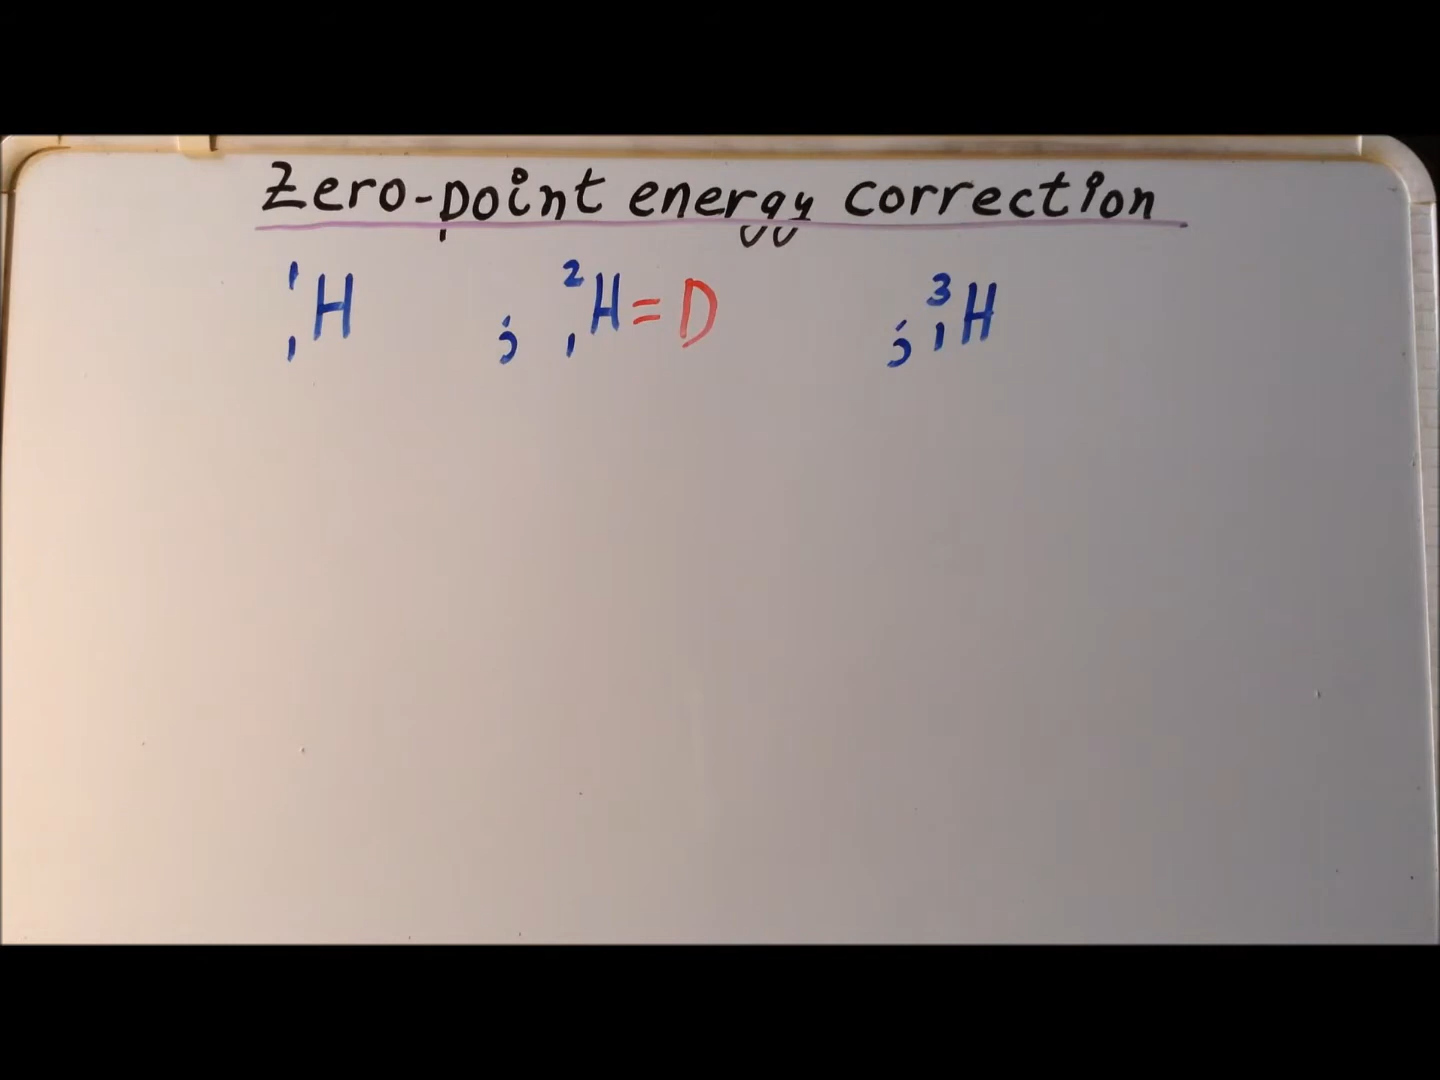 Zero-point energy correction
¹₁H ; ²₁H = D ; ³₁H